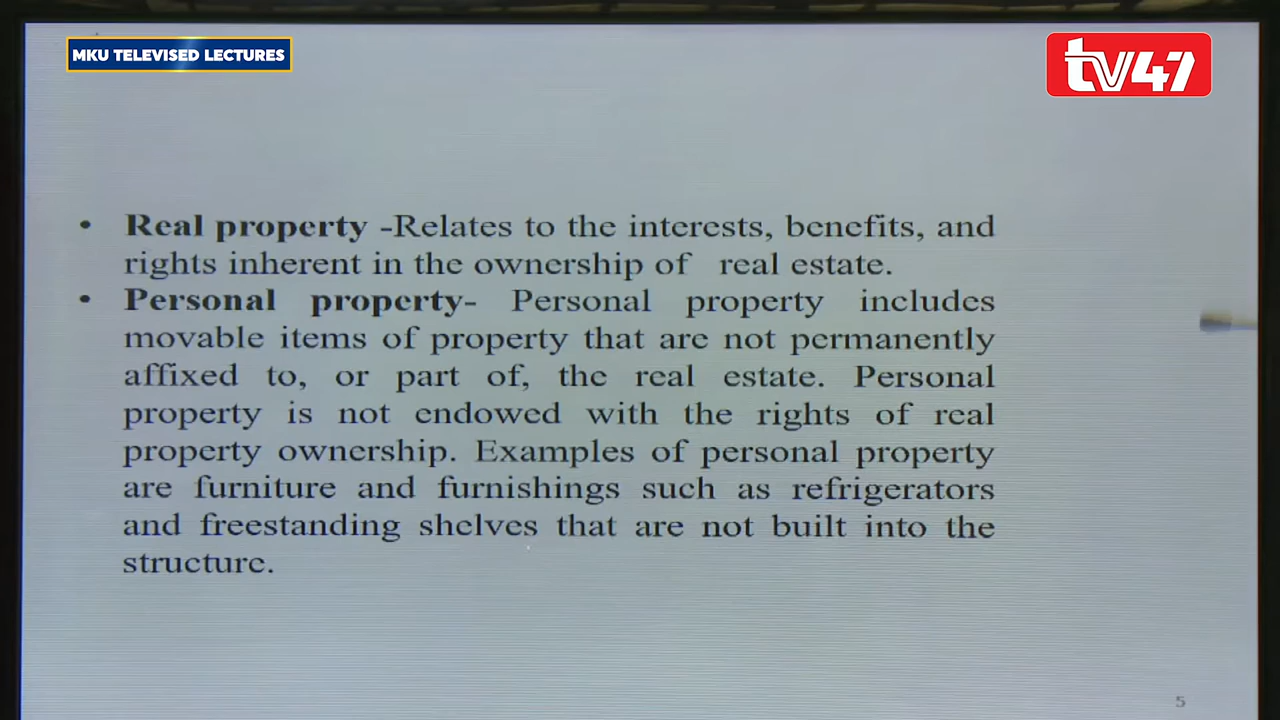 MKU TELEVISED LECTURES
tv47
• Real property -Relates to the interests, benefits, and
rights inherent in the ownership of real estate.
• Personal property- Personal property includes
movable items of property that are not permanently
affixed to, or part of, the real estate. Personal
property is not endowed with the rights of real
property ownership. Examples of personal property
are furniture and furnishings such as refrigerators
and freestanding shelves that are not built into the
structure.
5